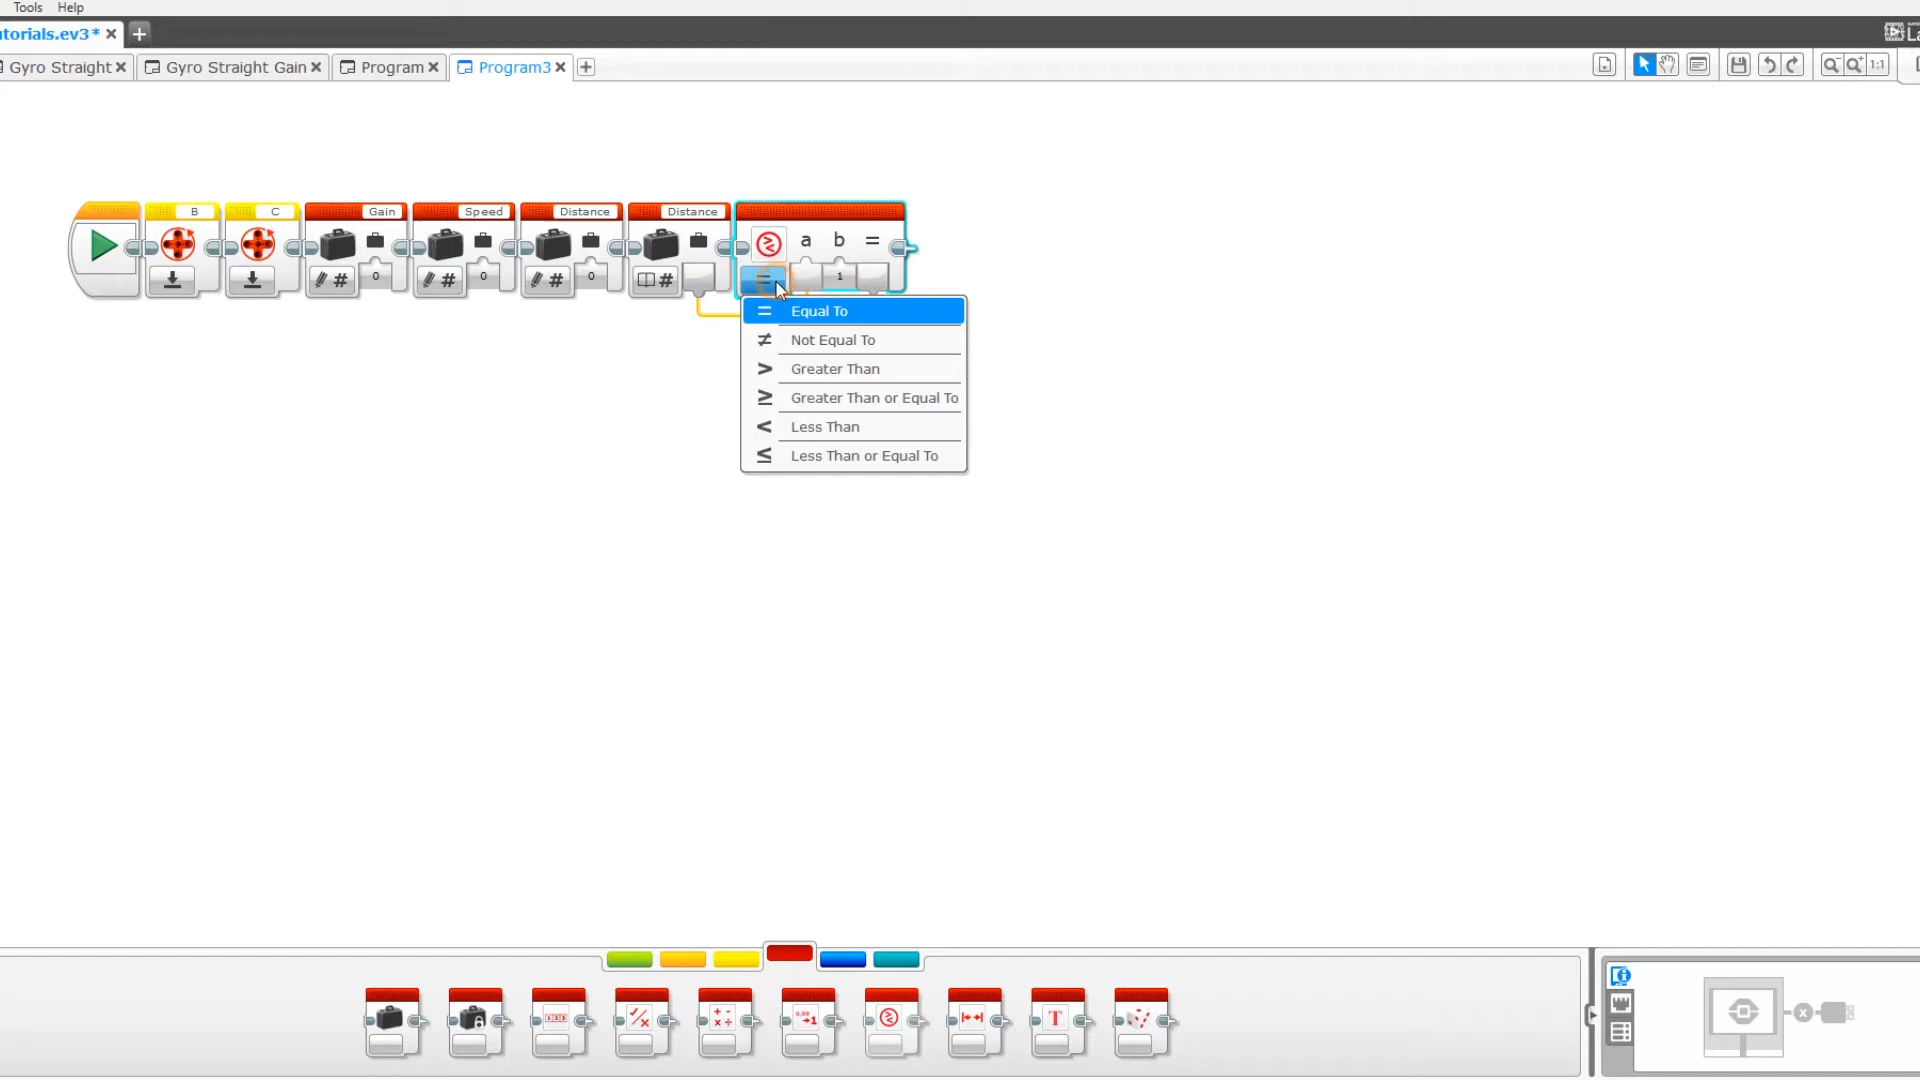 Tools Help
utorials.ev3*
Gyro Straight Gyro Straight Gain Program Program3
1:1
B C Gain Speed Distance Distance
a b =
# 0 # 0 # 0 # = 1
= Equal To
≠ Not Equal To
> Greater Than
≥ Greater Than or Equal To
< Less Than
≤ Less Than or Equal To
T